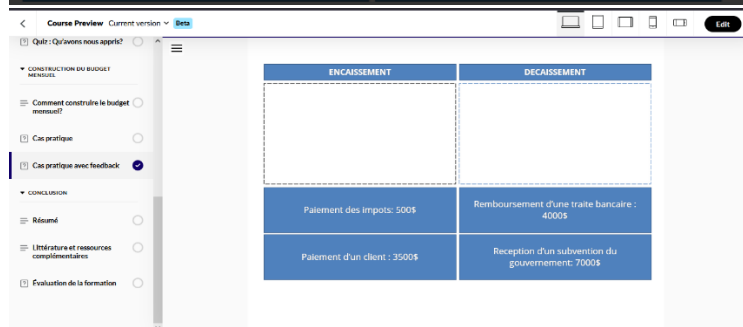 Course Preview Current version Beta
Edit
Quiz : Qu'avons nous appris?
CONSTRUCTION DU BUDGET
MENSUEL
Comment construire le budget
mensuel?
Cas pratique
Cas pratique avec feedback
CONCLUSION
Résumé
Littérature et ressources
complémentaires
Évaluation de la formation
ENCAISSEMENT
DECAISSEMENT
Paiement des impots: 500$
Remboursement d'une traite bancaire :
4000$
Paiement d'un client : 3500$
Reception d'un subvention du
gouvernement: 7000$